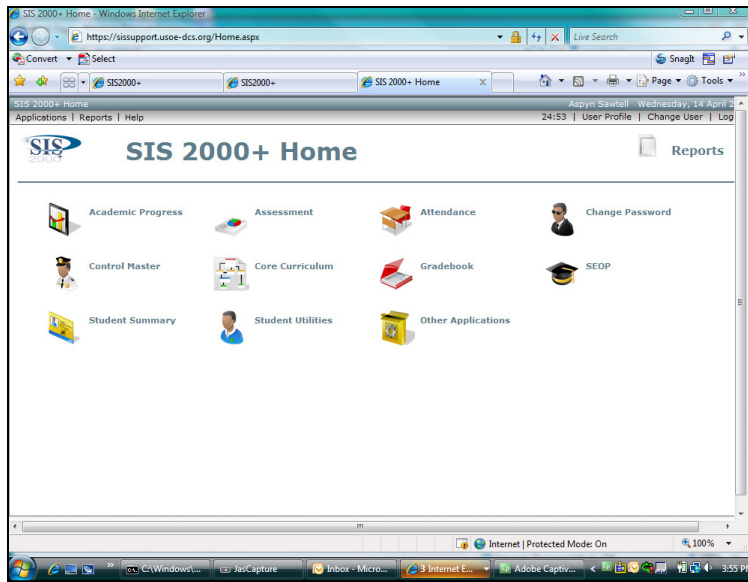 SIS 2000+ Home - Windows Internet Explorer
https://sissupport.usoe-dcs.org/Home.aspx
Live Search
Convert
Select
SnagIt
SIS2000+
SIS2000+
SIS 2000+ Home
Page
Tools
SIS 2000+ Home
Aspyn Sawtell Wednesday, 14 April 2
Applications | Reports | Help
24:53 | User Profile | Change User | Log
SIS
2000+
SIS 2000+ Home
Reports
Academic Progress
Assessment
Attendance
Change Password
Control Master
Core Curriculum
Gradebook
SEOP
Student Summary
Student Utilities
Other Applications
Internet | Protected Mode: On
100%
C:\Windows\...
JasCapture
Inbox - Micro...
3 Internet E...
Adobe Captiv...
3:55 P